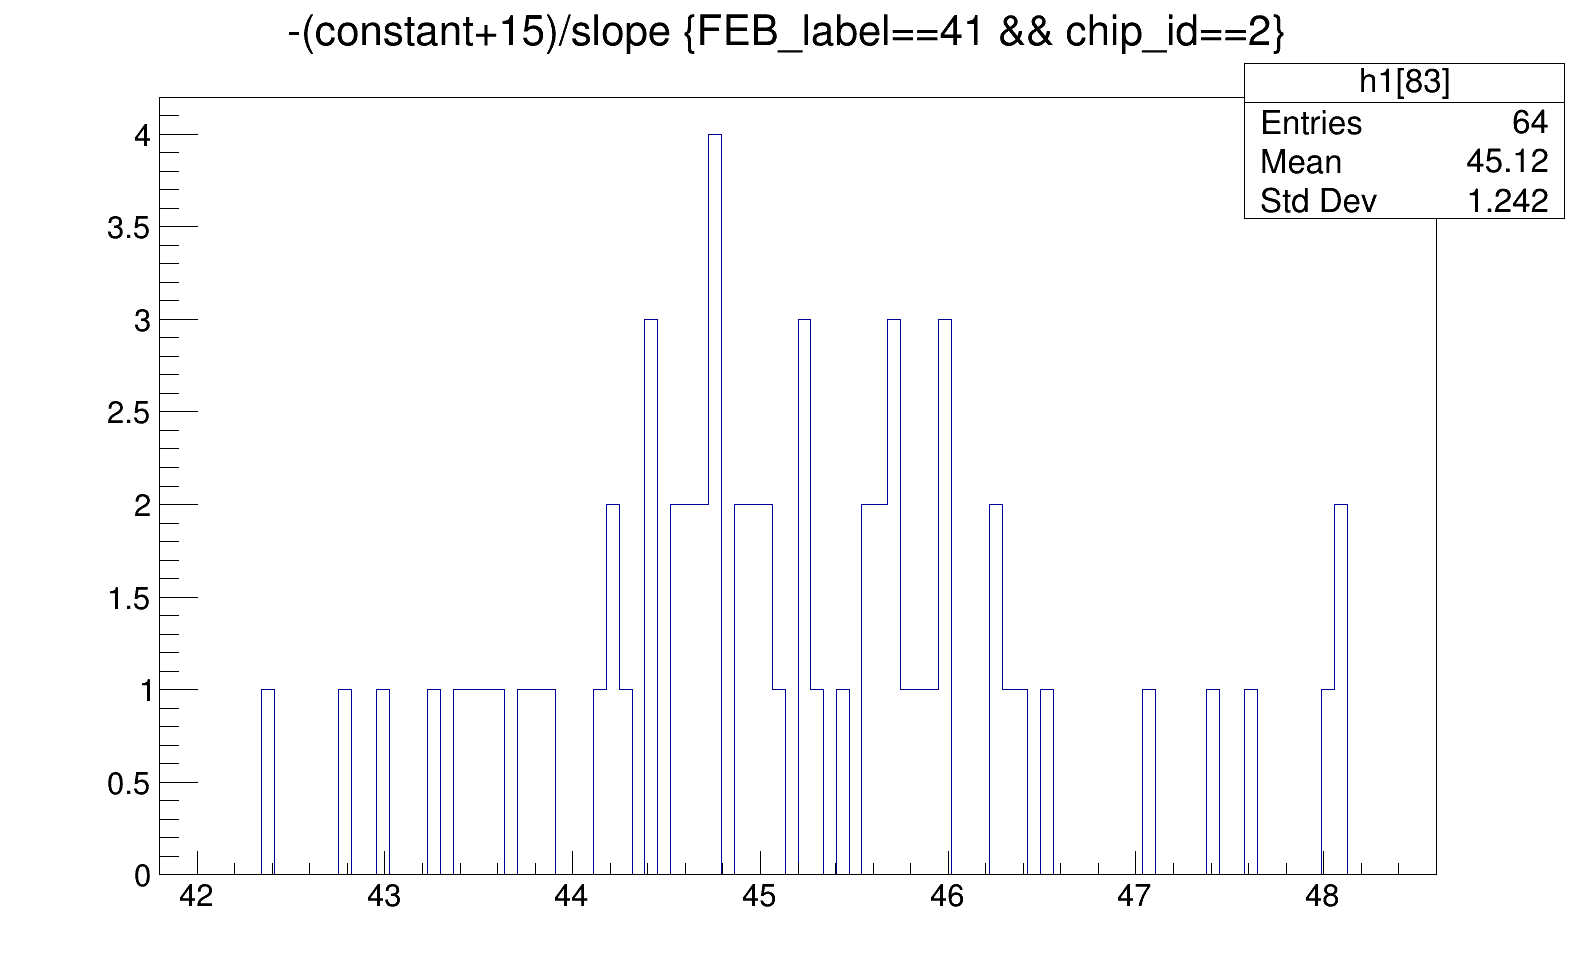 -(constant+15)/slope {FEB_label==41 && chip_id==2}
h1[83]
Entries 64
Mean 45.12
Std Dev 1.242
4
3.5
3
2.5
2
1.5
1
0.5
0
42 43 44 45 46 47 48